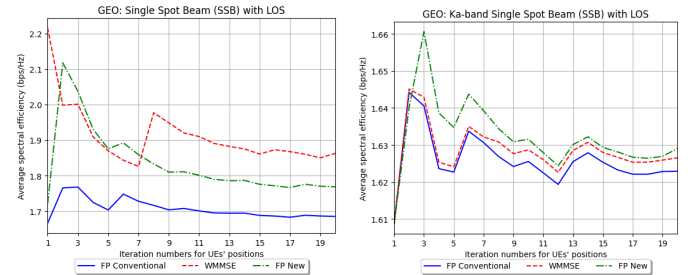 GEO: Single Spot Beam (SSB) with LOS
Average spectral efficiency (bps/Hz)
2.2
2.1
2.0
1.9
1.8
1.7
1 3 5 7 9 11 13 15 17 19
Iteration numbers for UEs' positions
FP Conventional WMMSE FP New
GEO: Ka-band Single Spot Beam (SSB) with LOS
Average spectral efficiency (bps/Hz)
1.66
1.65
1.64
1.63
1.62
1.61
1 3 5 7 9 11 13 15 17 19
Iteration numbers for UEs' positions
FP Conventional WMMSE FP New